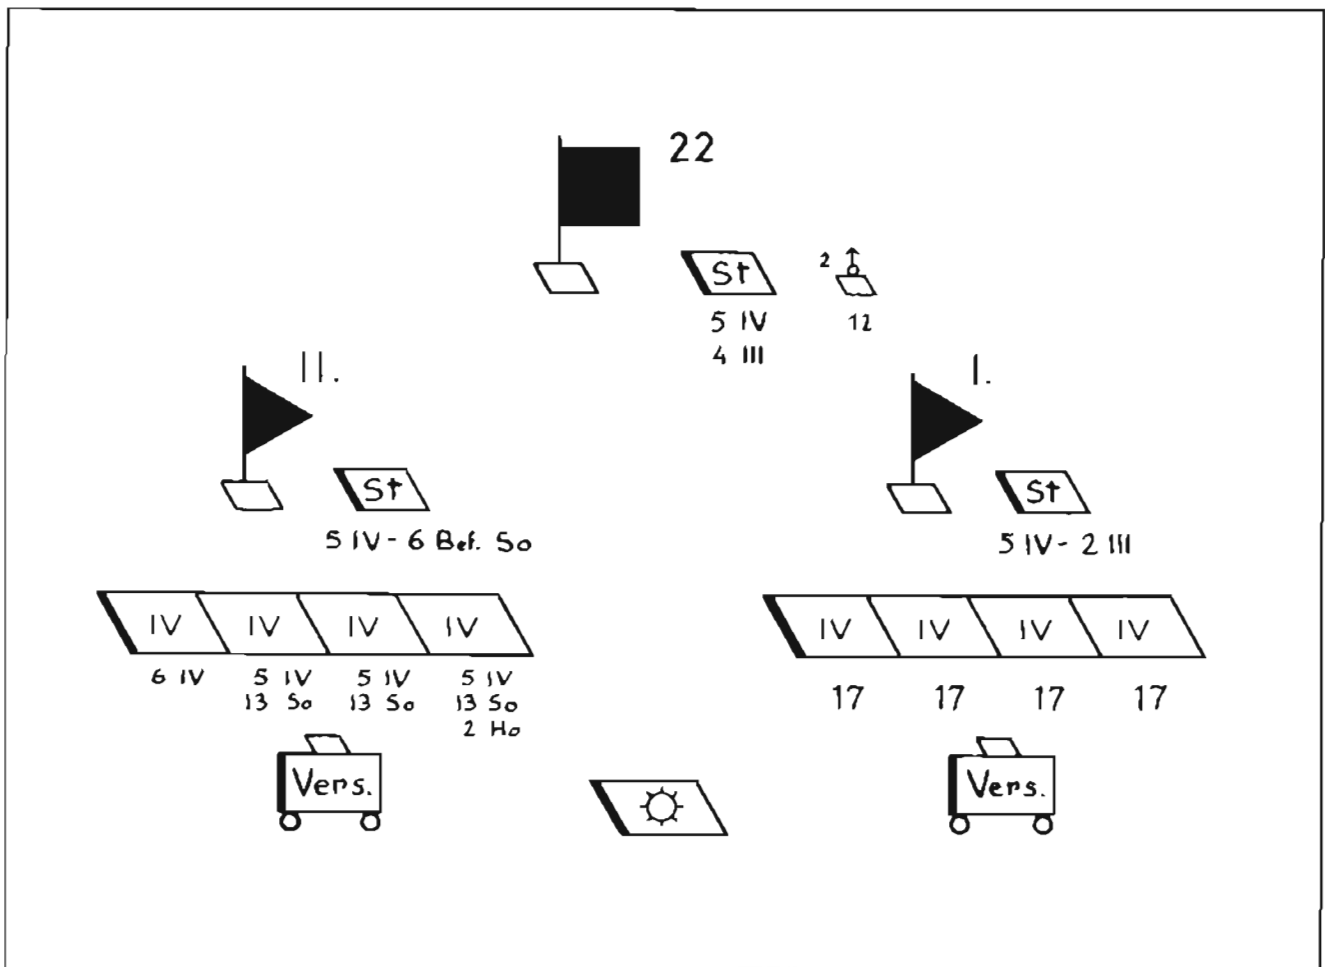 22
St
2
5 IV
12
4 III
II.
I.
St
St
5 IV - 6 Bef. So
5 IV - 2 III
IV IV IV IV
IV IV IV IV
6 IV 5 IV 5 IV 5 IV
13 So 13 So 13 So
2 Ho
17 17 17 17
Vers.
Vers.